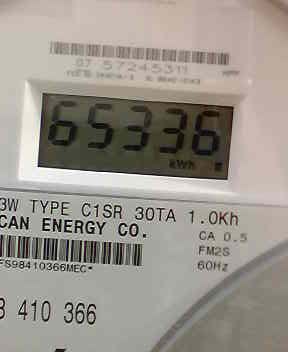 07 57245311
65336
kWh
3W TYPE C1SR 30TA 1.0Kh
CAN ENERGY CO.
CA 0.5
FM2S
60Hz
FS98410366MEC*
8 410 366